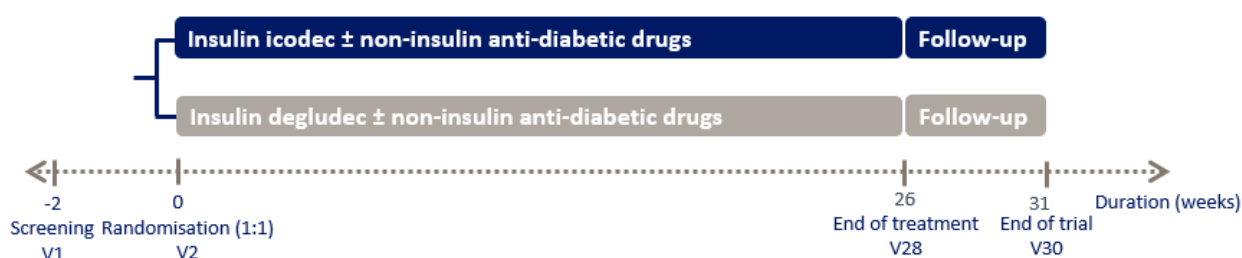 Insulin icodec ± non-insulin anti-diabetic drugs
Follow-up
Insulin degludec ± non-insulin anti-diabetic drugs
Follow-up
-2 0 26 31 Duration (weeks)
Screening Randomisation (1:1) End of treatment End of trial
V1 V2 V28 V30